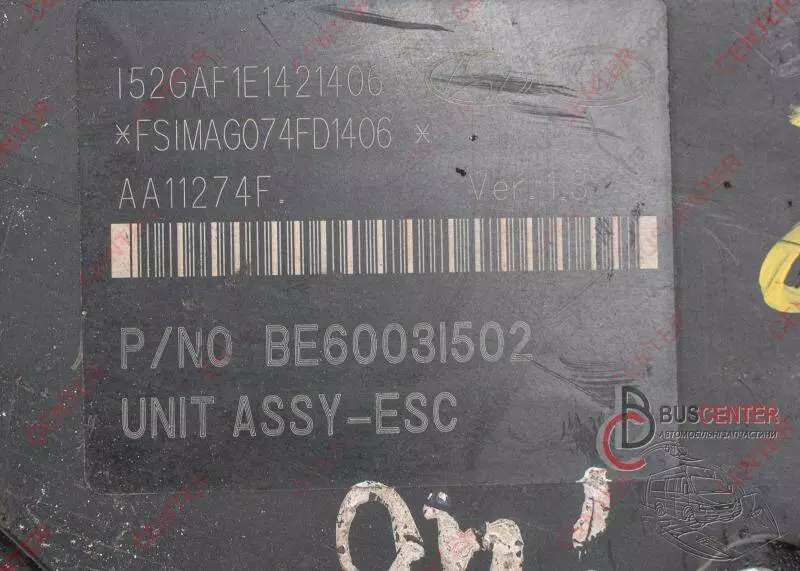 I52GAF1E1421406
*FSIMAG074FD1406 *
AA11274F
Ver. 1.3
P/NO BE60031502
UNIT ASSY-ESC
BUSCENTER
АВТОМОБІЛЬНІ ЗАПЧАСТИНИ